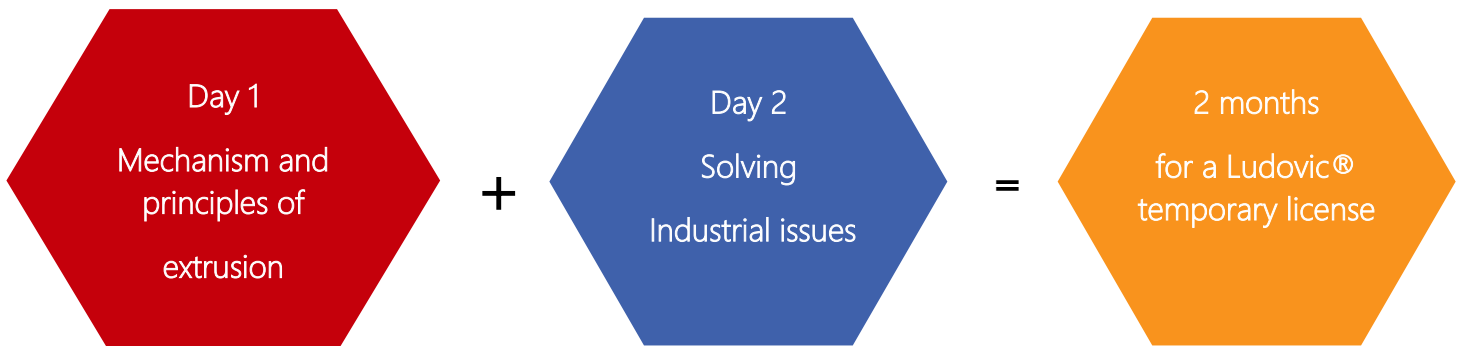 Day 1
Mechanism and
principles of
extrusion
+
Day 2
Solving
Industrial issues
=
2 months
for a Ludovic®
temporary license